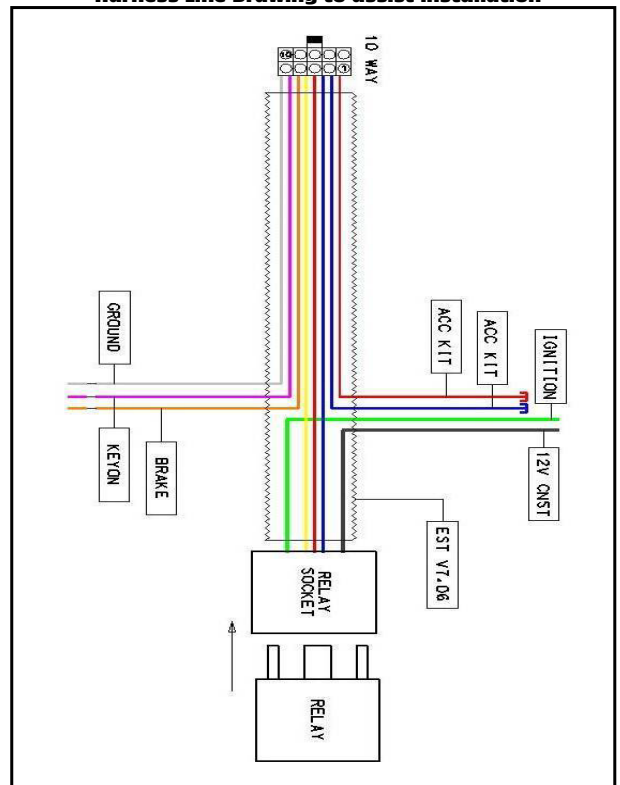 Harness Line Drawing to assist installation
10 WAY
10
1
GROUND
KEYON
BRAKE
ACC KIT
ACC KIT
IGNITION
12V CNST
EST V7.06
RELAY
SOCKET
RELAY